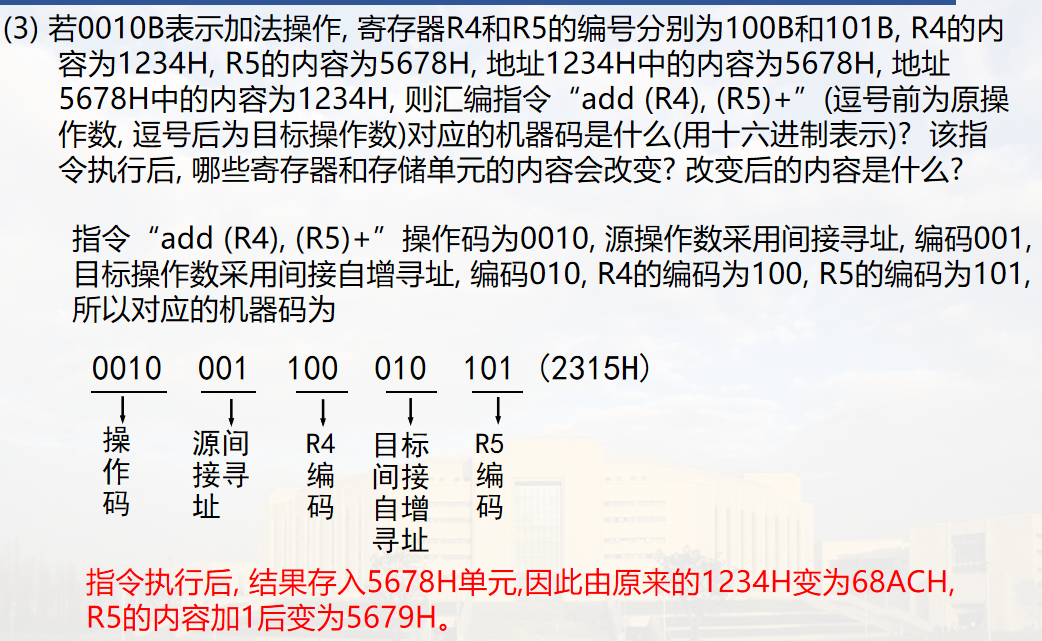 (3) 若0010B表示加法操作, 寄存器R4和R5的编号分别为100B和101B, R4的内
容为1234H, R5的内容为5678H, 地址1234H中的内容为5678H, 地址
5678H中的内容为1234H, 则汇编指令“add (R4), (R5)+”(逗号前为原操
作数, 逗号后为目标操作数)对应的机器码是什么(用十六进制表示)? 该指
令执行后, 哪些寄存器和存储单元的内容会改变? 改变后的内容是什么?
指令“add (R4), (R5)+”操作码为0010, 源操作数采用间接寻址, 编码001,
目标操作数采用间接自增寻址, 编码010, R4的编码为100, R5的编码为101,
所以对应的机器码为
0010 001 100 010 101 (2315H)
操
作
码
源间
接寻
址
R4
编
码
目标
间接
自增
寻址
R5
编
码
指令执行后, 结果存入5678H单元,因此由原来的1234H变为68ACH,
R5的内容加1后变为5679H。